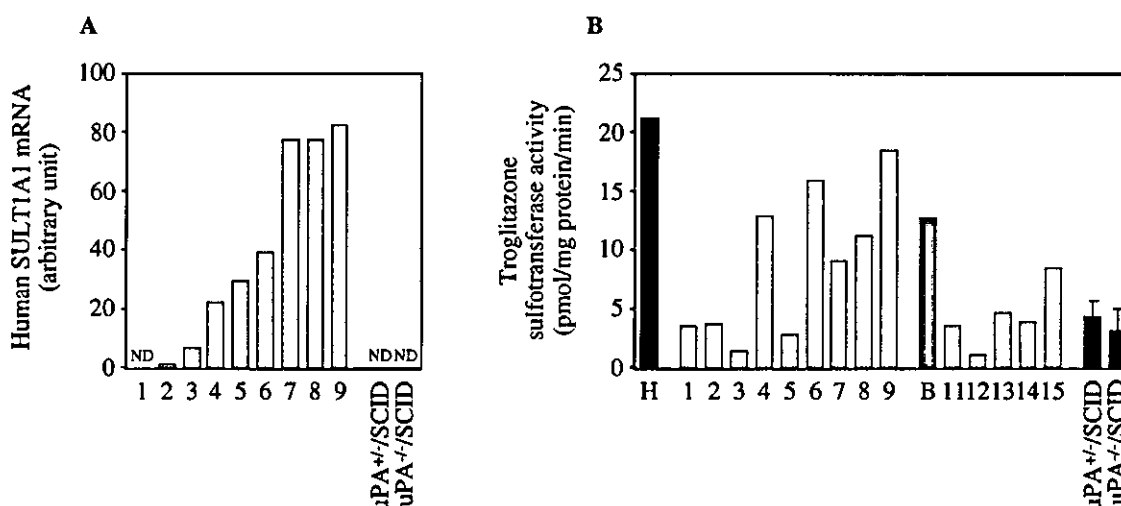 A
Human SULT1A1 mRNA
(arbitrary unit)
100
80
60
40
20
0
ND
ND ND
1 2 3 4 5 6 7 8 9
uPA+/-/SCID
uPA-/-/SCID
B
Troglitazone
sulfotransferase activity
(pmol/mg protein/min)
25
20
15
10
5
0
H 1 2 3 4 5 6 7 8 9 B 11 12 13 14 15
uPA+/-/SCID
uPA-/-/SCID